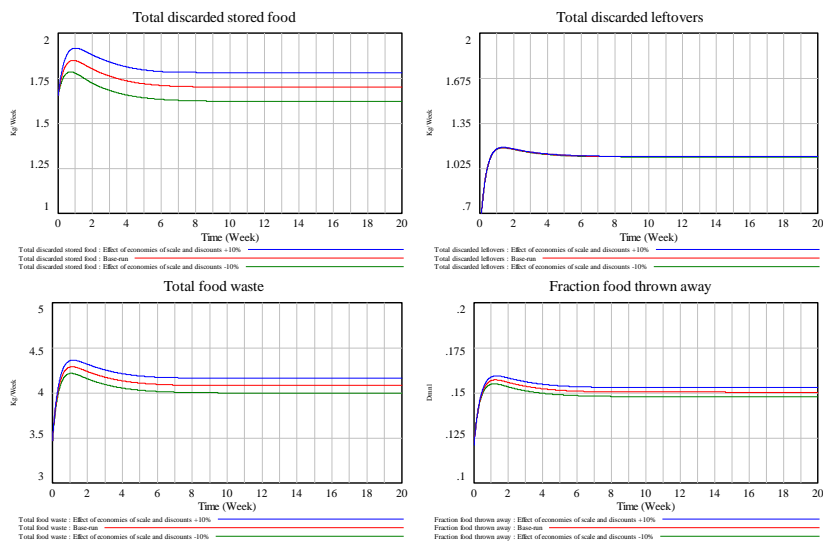 Total discarded stored food
2
1.75
1.5
1.25
1
Kg/Week
0 2 4 6 8 10 12 14 16 18 20
Time (Week)
Total discarded stored food : Effect of economies of scale and discounts +10%
Total discarded stored food : Base-run
Total discarded stored food : Effect of economies of scale and discounts -10%
Total discarded leftovers
2
1.675
1.35
1.025
.7
Kg/Week
0 2 4 6 8 10 12 14 16 18 20
Time (Week)
Total discarded leftovers : Effect of economies of scale and discounts +10%
Total discarded leftovers : Base-run
Total discarded leftovers : Effect of economies of scale and discounts -10%
Total food waste
5
4.5
4
3.5
3
Kg/Week
0 2 4 6 8 10 12 14 16 18 20
Time (Week)
Total food waste : Effect of economies of scale and discounts +10%
Total food waste : Base-run
Total food waste : Effect of economies of scale and discounts -10%
Fraction food thrown away
.2
.175
.15
.125
.1
Dmnl
0 2 4 6 8 10 12 14 16 18 20
Time (Week)
Fraction food thrown away : Effect of economies of scale and discounts +10%
Fraction food thrown away : Base-run
Fraction food thrown away : Effect of economies of scale and discounts -10%